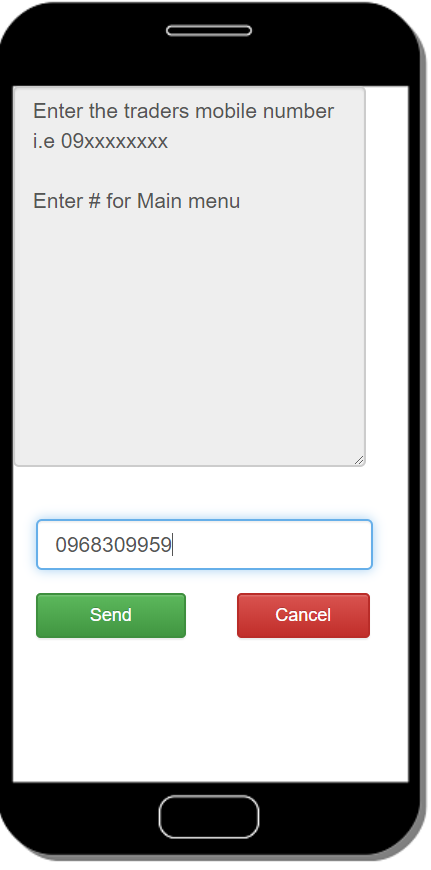 Enter the traders mobile number
i.e 09xxxxxxxx
Enter # for Main menu
0968309959
Send
Cancel